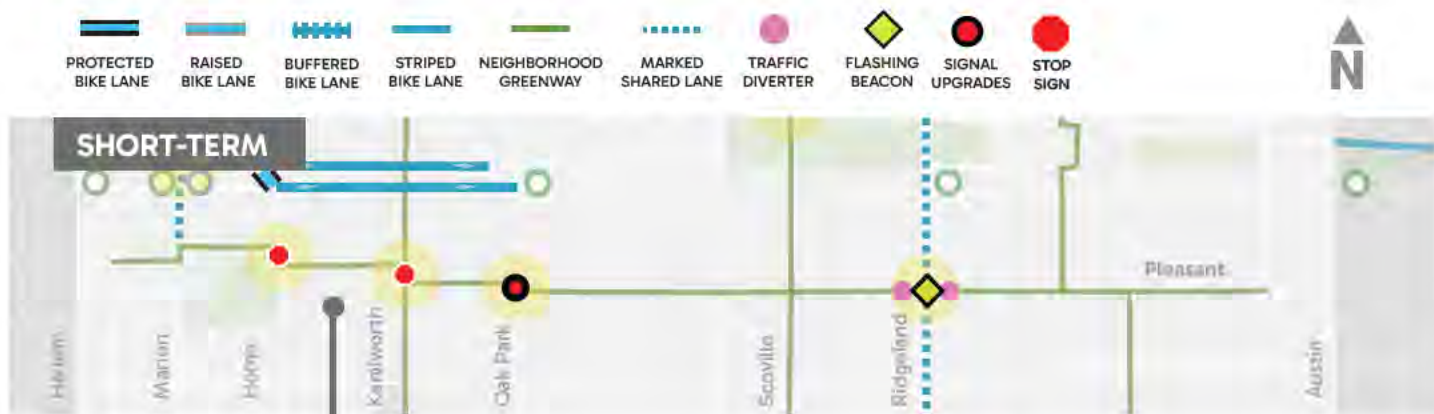 PROTECTED
BIKE LANE
RAISED
BIKE LANE
BUFFERED
BIKE LANE
STRIPED
BIKE LANE
NEIGHBORHOOD
GREENWAY
MARKED
SHARED LANE
TRAFFIC
DIVERTER
FLASHING
BEACON
SIGNAL
UPGRADES
STOP
SIGN
N
SHORT-TERM
Pleasant
Marion
Home
Kenilworth
Oak Park
Scoville
Ridgeland
Austin